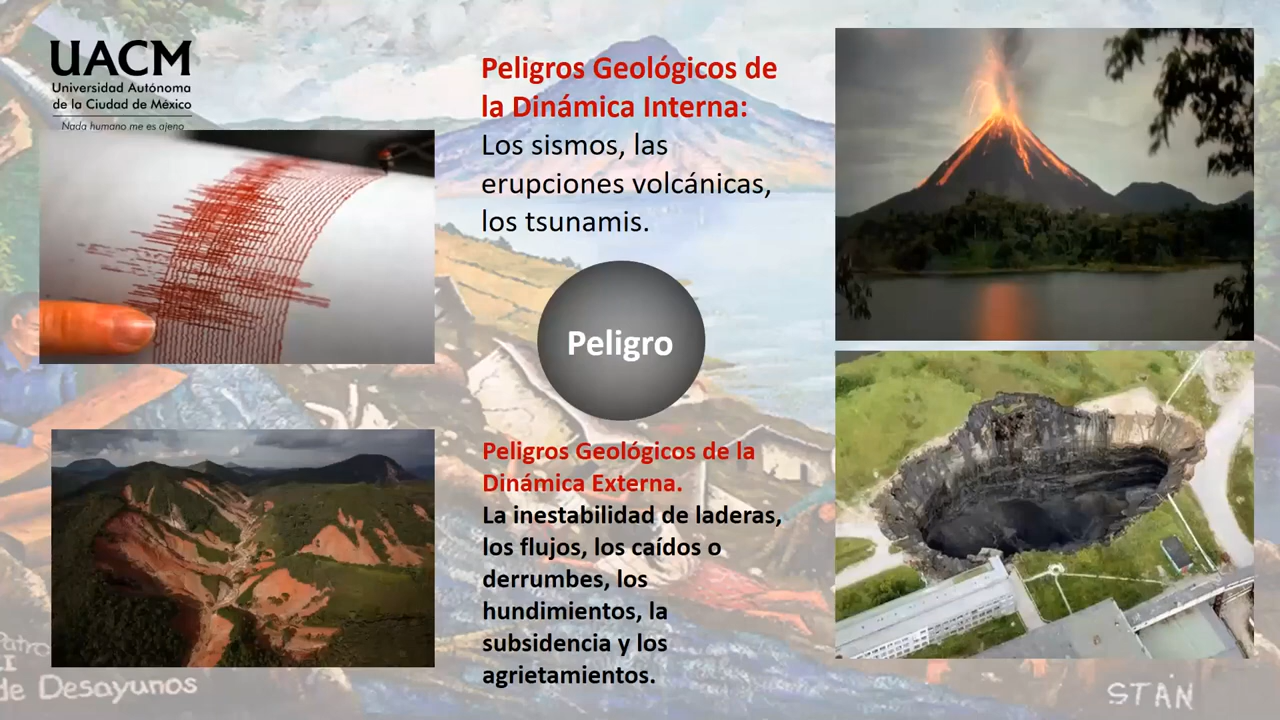 UACM
Universidad Autónoma
de la Ciudad de México
Nada humano me es ajeno
Peligros Geológicos de
la Dinámica Interna:
Los sismos, las
erupciones volcánicas,
los tsunamis.
Peligro
Peligros Geológicos de la
Dinámica Externa.
La inestabilidad de laderas,
los flujos, los caídos o
derrumbes, los
hundimientos, la
subsidencia y los
agrietamientos.
de Desayunos
STAN